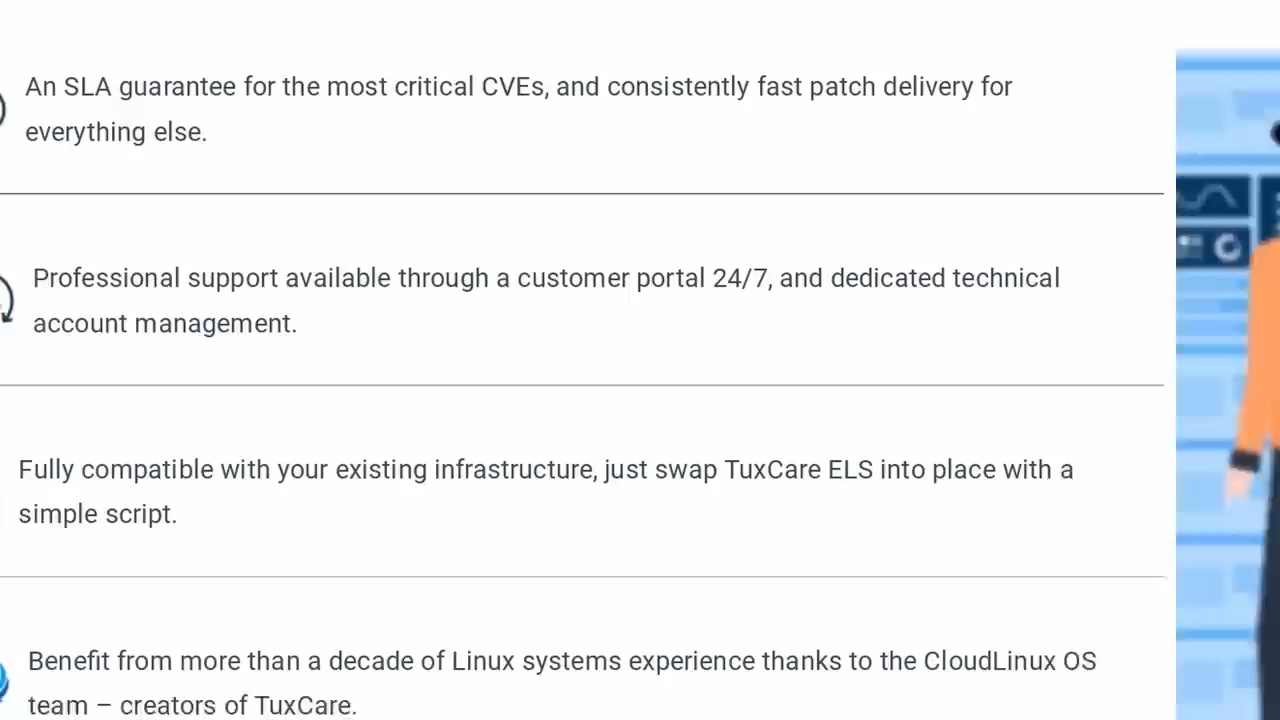 An SLA guarantee for the most critical CVEs, and consistently fast patch delivery for
everything else.
Professional support available through a customer portal 24/7, and dedicated technical
account management.
Fully compatible with your existing infrastructure, just swap TuxCare ELS into place with a
simple script.
Benefit from more than a decade of Linux systems experience thanks to the CloudLinux OS
team – creators of TuxCare.